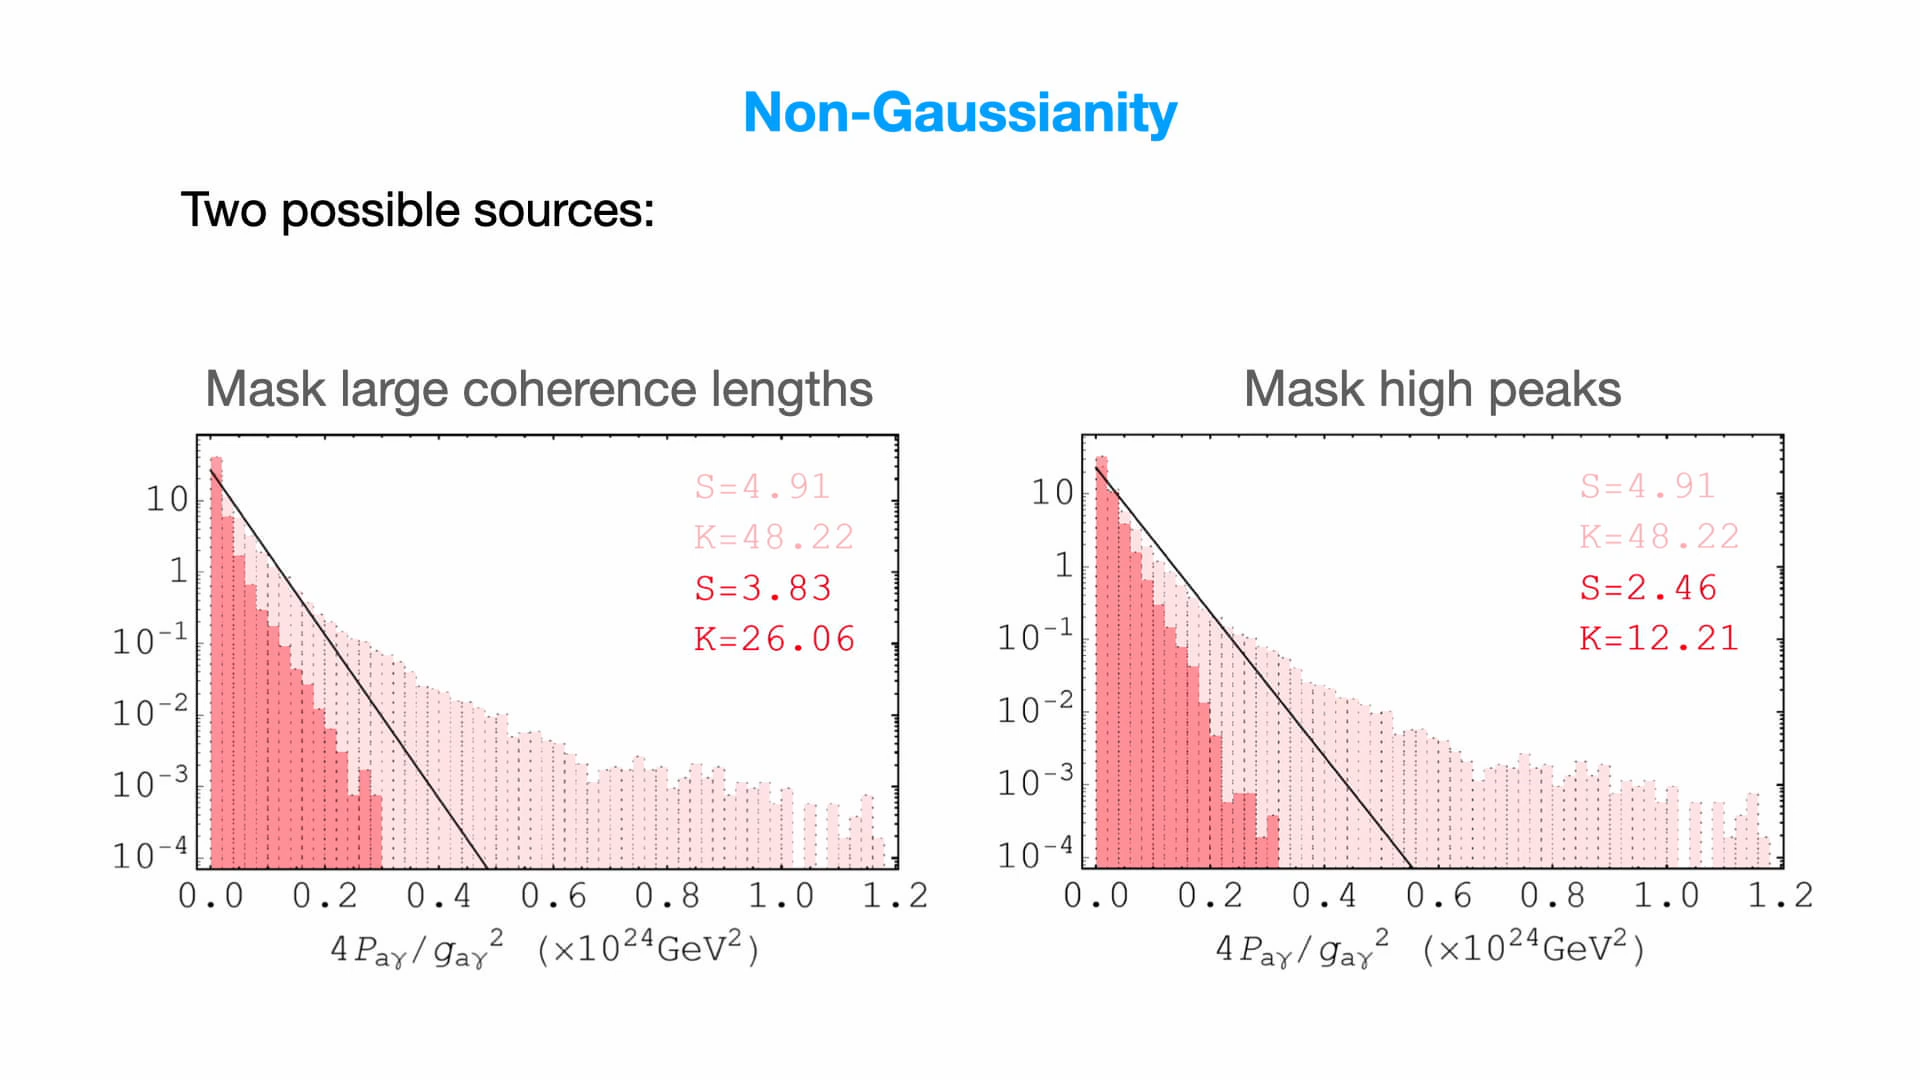 Non-Gaussianity
Two possible sources:
Mask large coherence lengths
S=4.91
K=48.22
S=3.83
K=26.06
10
1
10⁻¹
10⁻²
10⁻³
10⁻⁴
0.0 0.2 0.4 0.6 0.8 1.0 1.2
4Pₐᵧ/gₐᵧ² (×10²⁴GeV²)
Mask high peaks
S=4.91
K=48.22
S=2.46
K=12.21
10
1
10⁻¹
10⁻²
10⁻³
10⁻⁴
0.0 0.2 0.4 0.6 0.8 1.0 1.2
4Pₐᵧ/gₐᵧ² (×10²⁴GeV²)